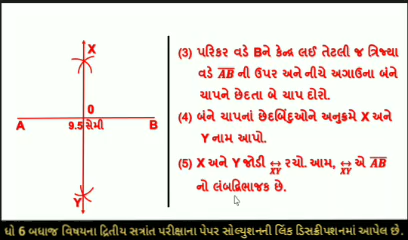 X
O
A
9.5 સેમી
B
Y
(3) પરિકર વડે Bને કેન્દ્ર લઈ તેટલી જ ત્રિજ્યા
વડે AB ની ઉપર અને નીચે અગાઉના બંને
ચાપને છેદતા બે ચાપ દોરો.
(4) બંને ચાપનાં છેદબિંદુઓને અનુક્રમે X અને
Y નામ આપો.
(5) X અને Y જોડી XY રચો. આમ, XY એ AB
નો લંબદ્વિભાજક છે.
ધો 6 બધાજ વિષયના દ્વિતીય સત્રાંત પરીક્ષાના પેપર સોલ્યુશનની લિંક ડિસક્રીપશનમાં આપેલ છે.